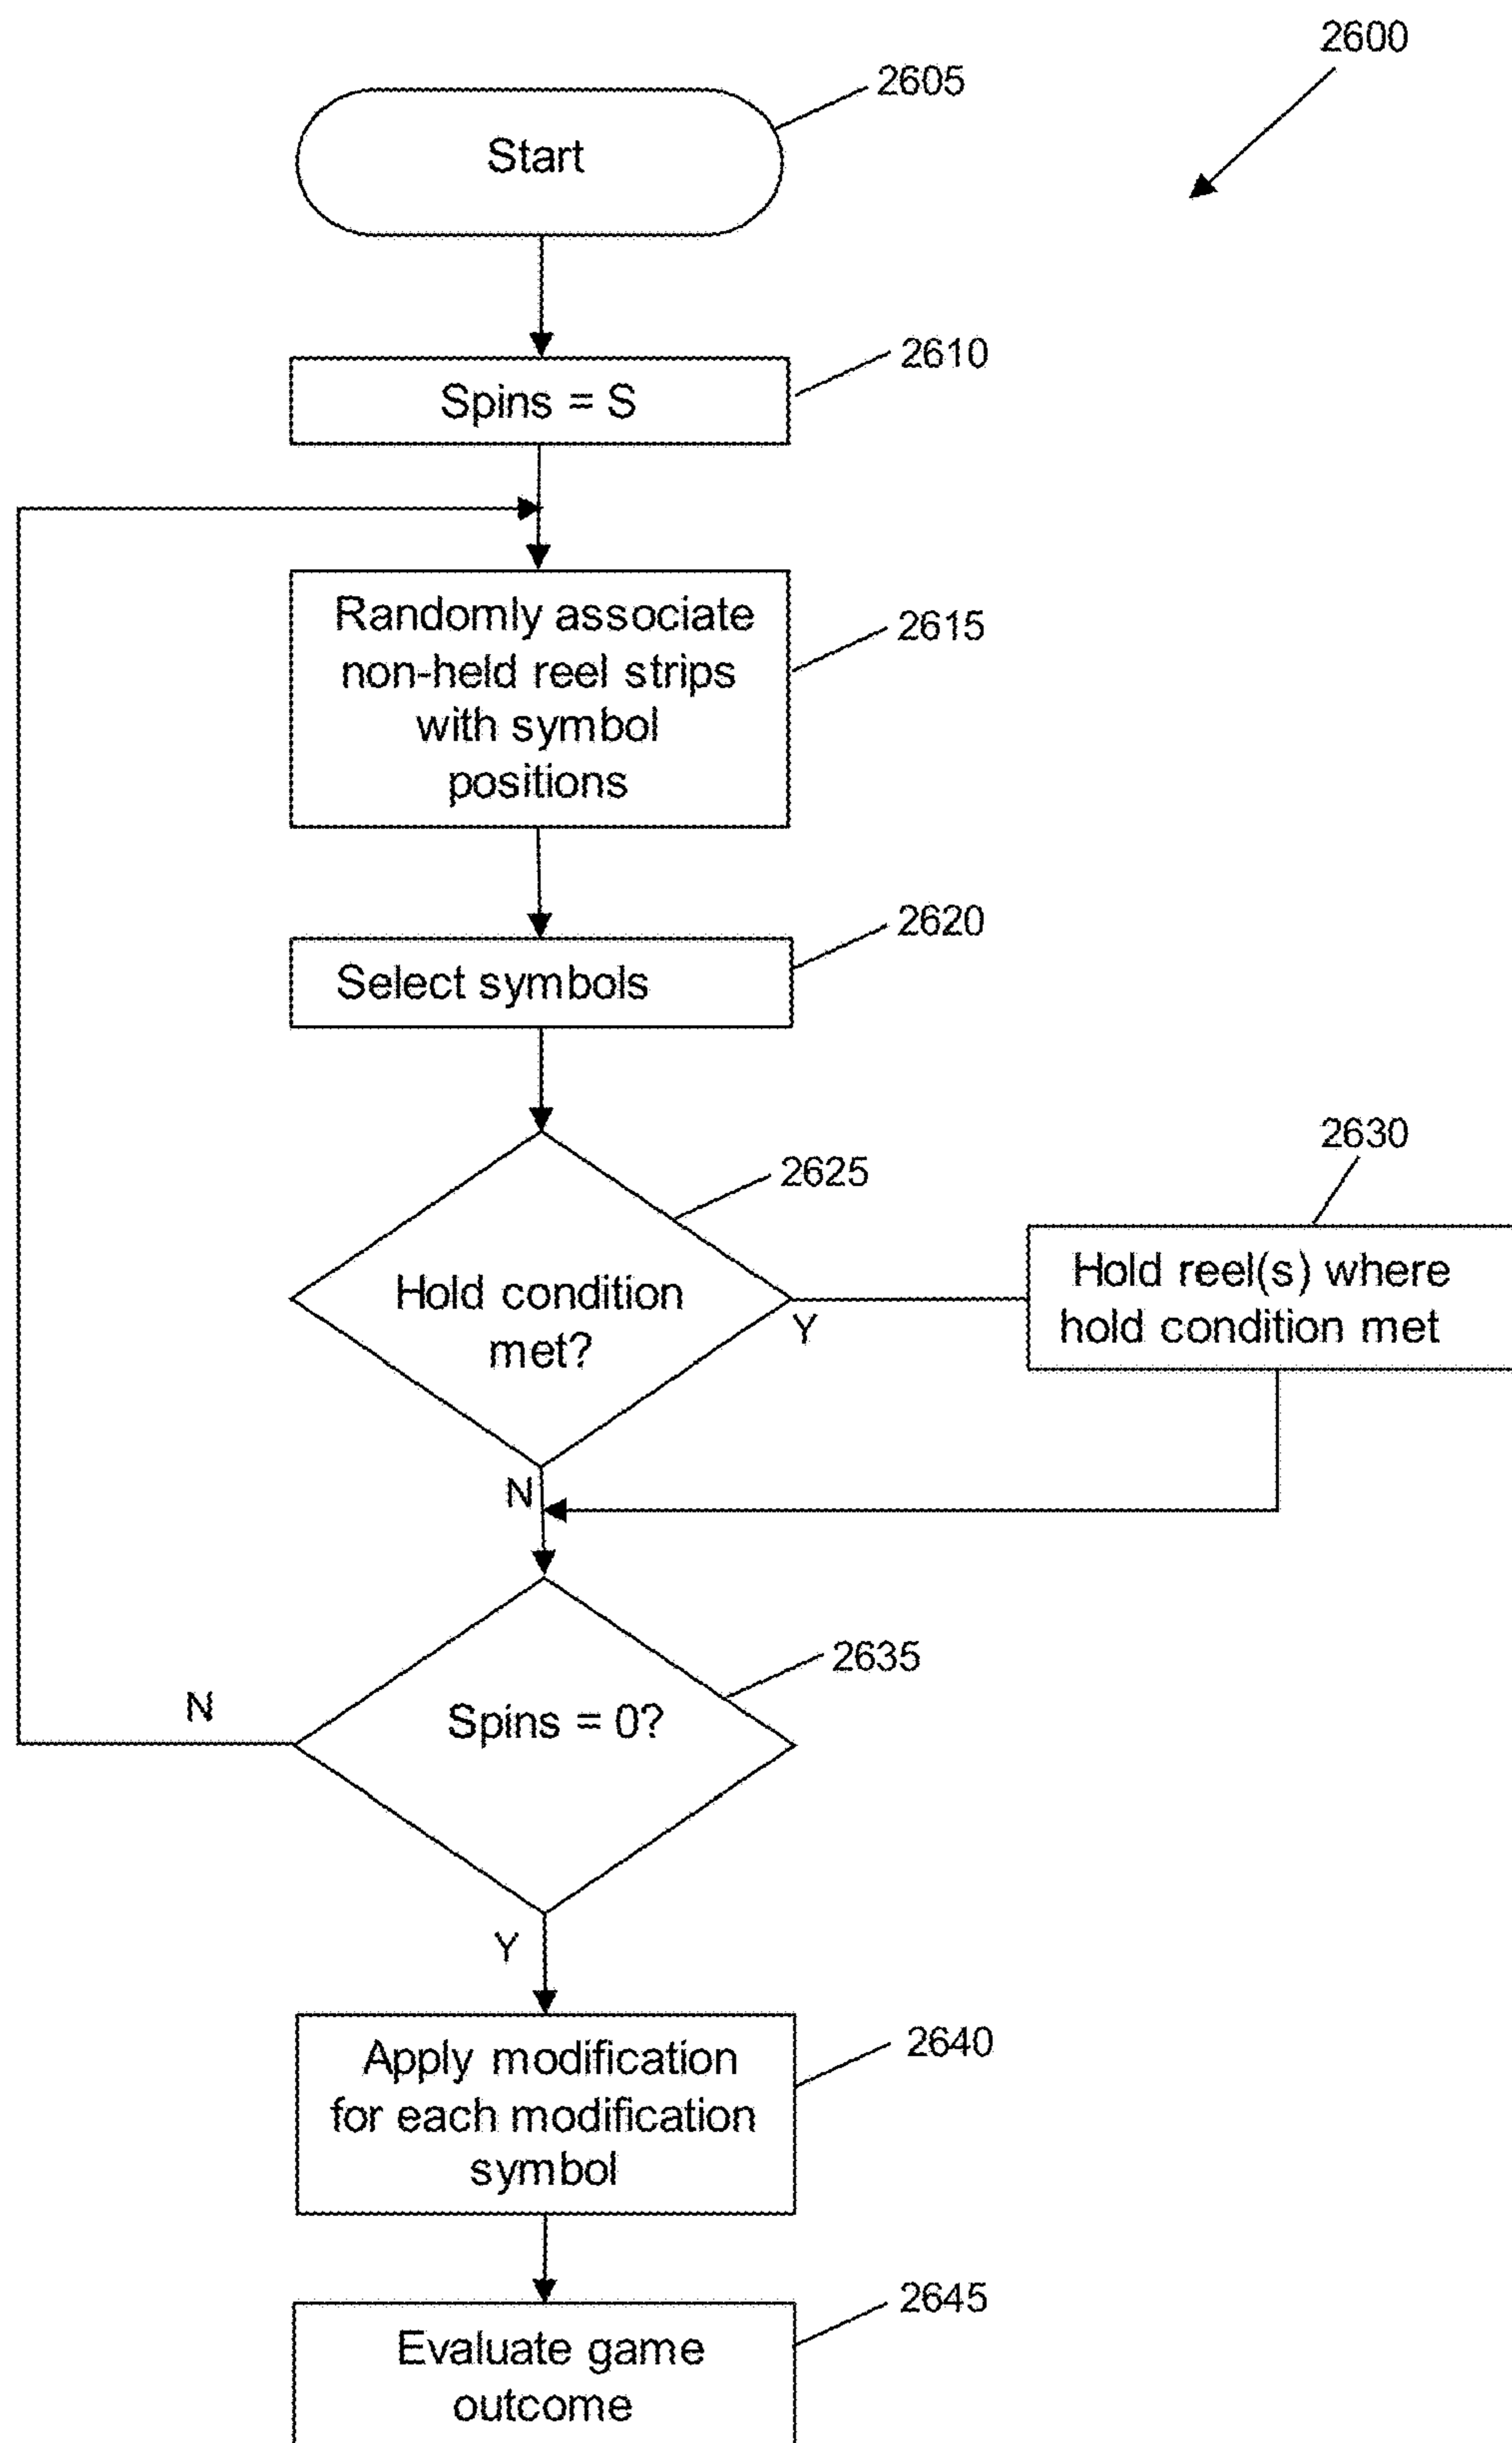 2600
2605
Start
2610
Spins = S
2615
Randomly associate
non-held reel strips
with symbol
positions
2620
Select symbols
2625
Hold condition
met?
Y
2630
Hold reel(s) where
hold condition met
N
2635
Spins = 0?
N
Y
2640
Apply modification
for each modification
symbol
2645
Evaluate game
outcome